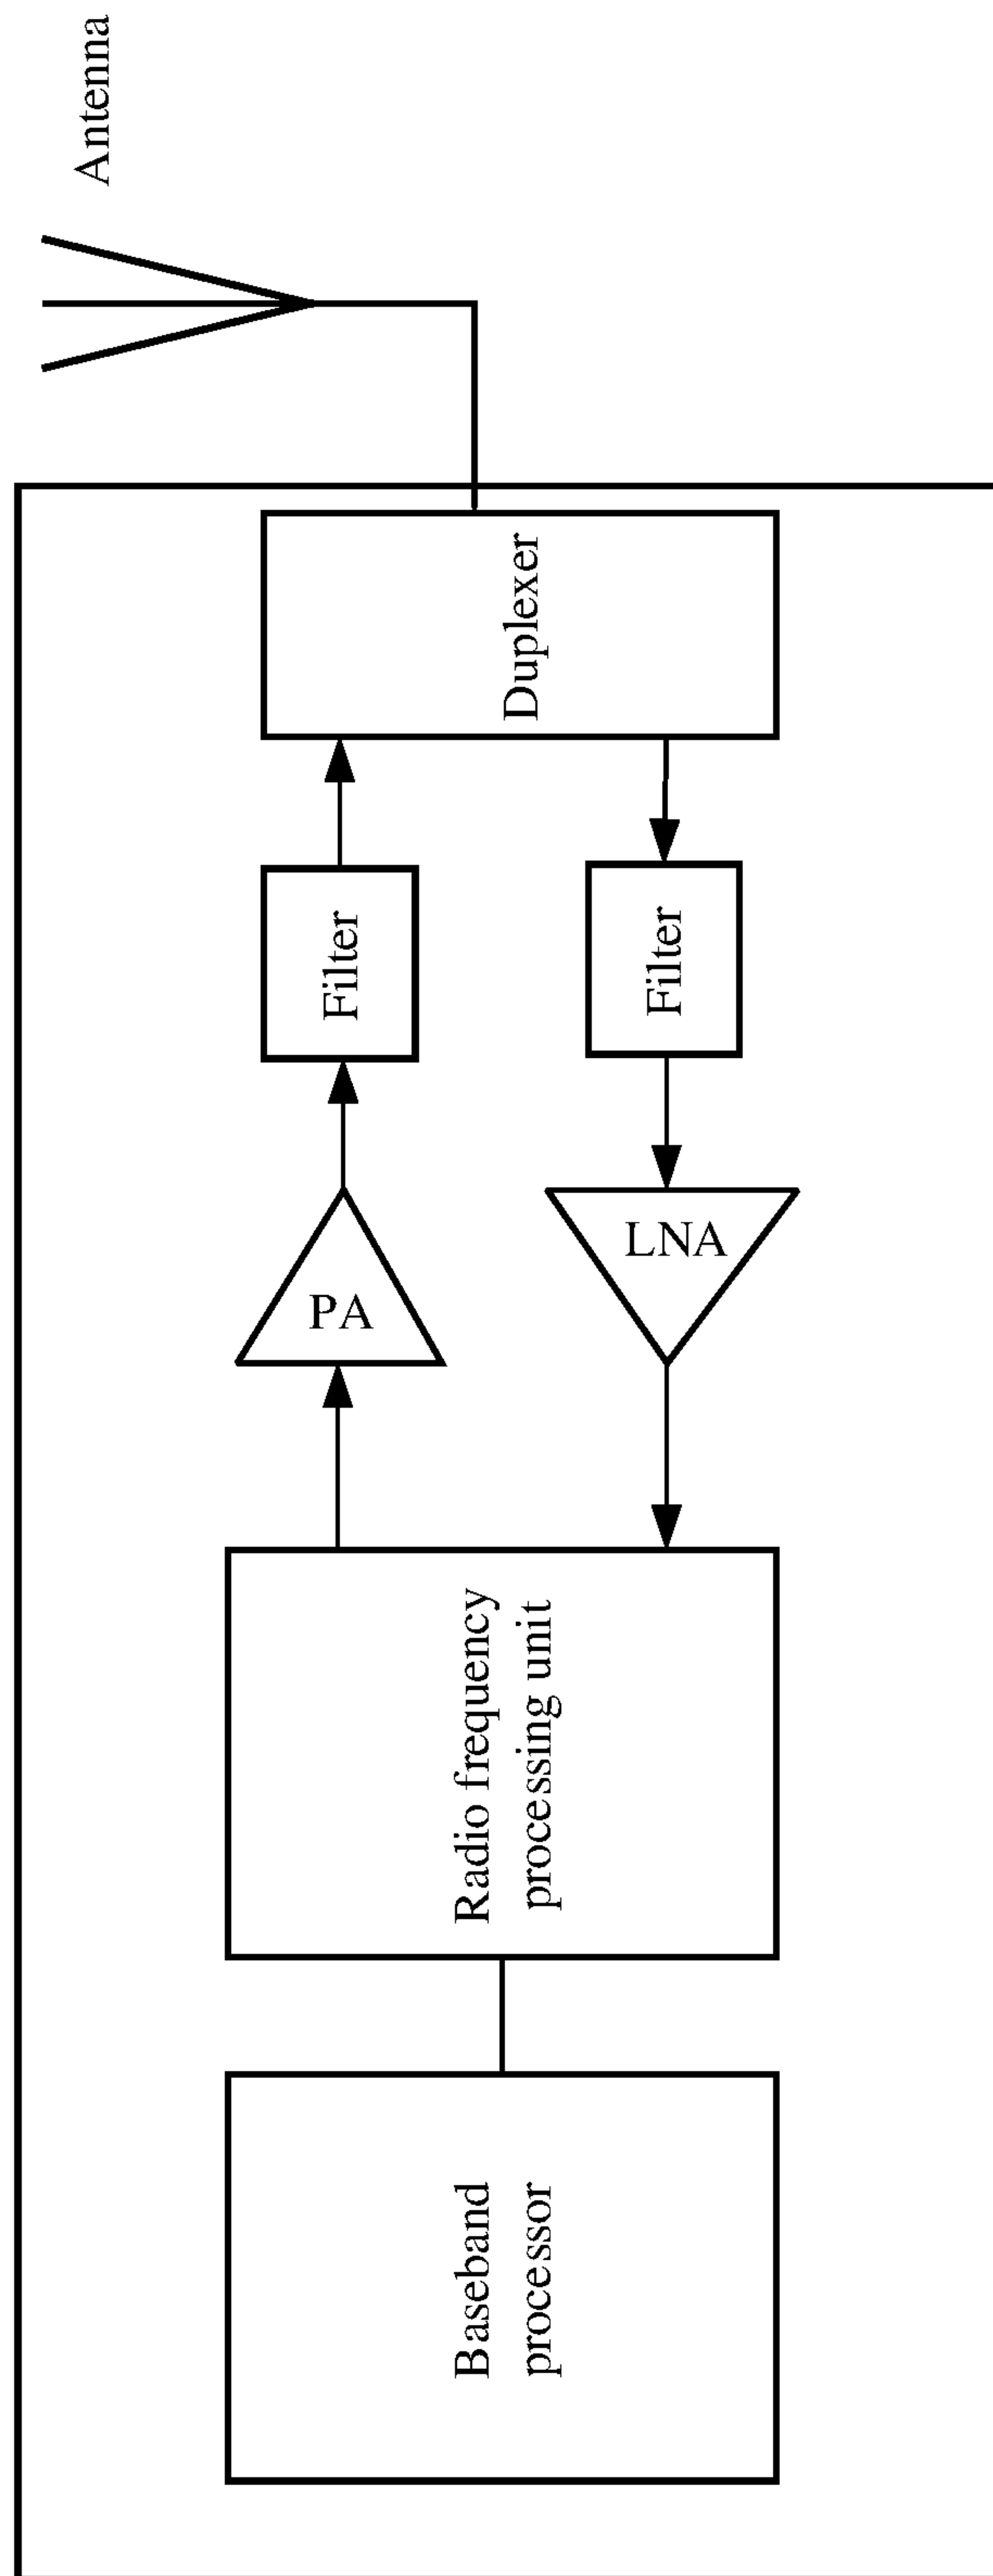 Antenna
Duplexer
Filter
Filter
PA
LNA
Radio frequency
processing unit
Baseband
processor